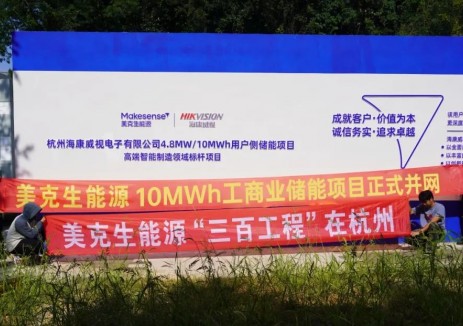 Makesense
美克生能源
HIKVISION
海康威视
成就客户·价值为本
诚信务实·追求卓越
杭州海康威视电子有限公司4.8MW/10MWh用户侧储能项目
高端智能制造领域标杆项目
美克生能源 10MWh工商业储能项目正式并网
美克生能源“三百工程”在杭州